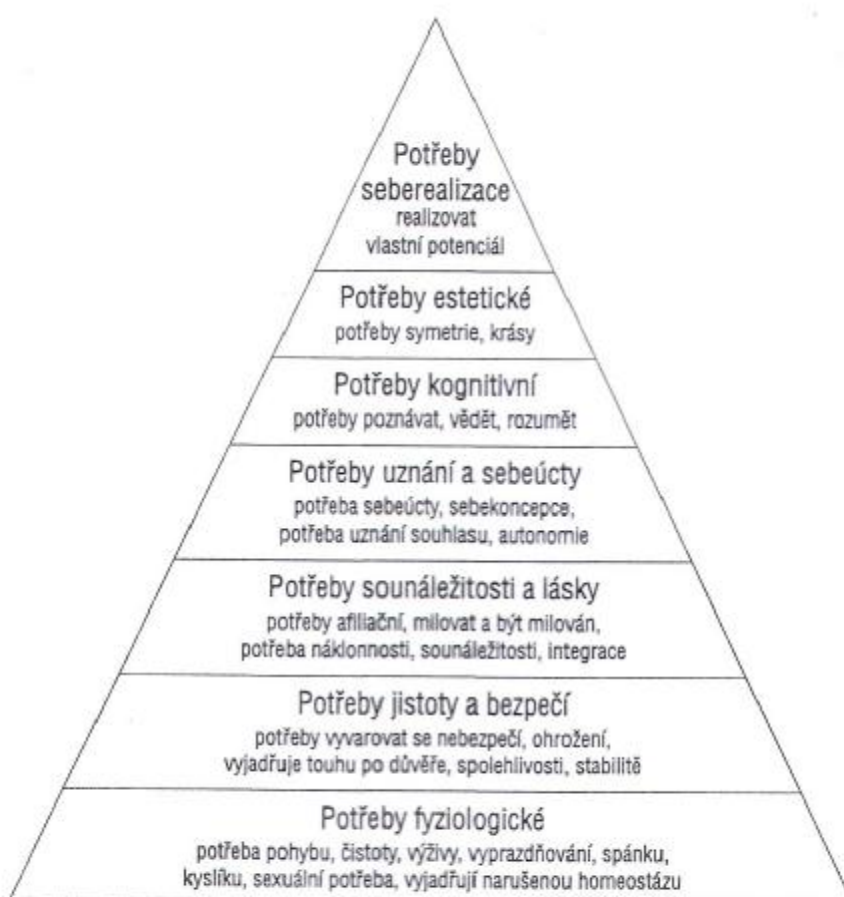 Potřeby
seberealizace
realizovat
vlastní potenciál
Potřeby estetické
potřeby symetrie, krásy
Potřeby kognitivní
potřeby poznávat, vědět, rozumět
Potřeby uznání a sebeúcty
potřeba sebeúcty, sebekoncepce,
potřeba uznání souhlasu, autonomie
Potřeby sounáležitosti a lásky
potřeby afiliační, milovat a být milován,
potřeba náklonnosti, sounáležitosti, integrace
Potřeby jistoty a bezpečí
potřeby vyvarovat se nebezpečí, ohrožení,
vyjadřuje touhu po důvěře, spolehlivosti, stabilitě
Potřeby fyziologické
potřeba pohybu, čistoty, výživy, vyprazdňování, spánku,
kyslíku, sexuální potřeba, vyjadřují narušenou homeostázu